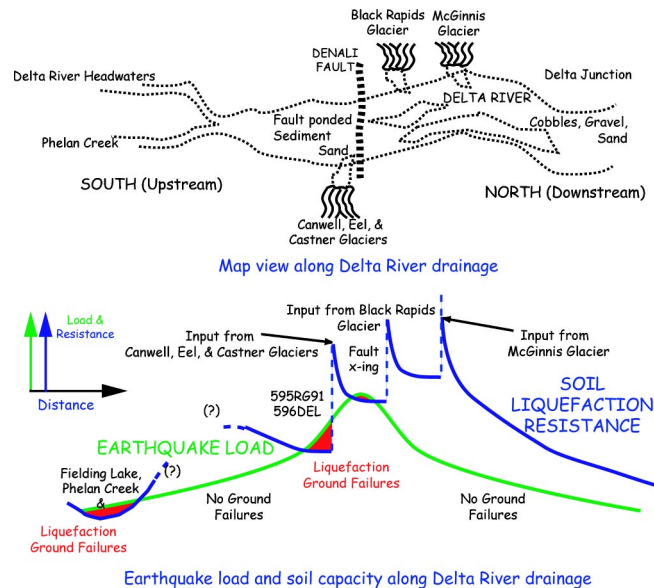 Black Rapids
Glacier
McGinnis
Glacier
DENALI
FAULT
Delta River Headwaters
Delta Junction
DELTA RIVER
Fault ponded
Sediment
Sand
Cobbles, Gravel,
Sand
Phelan Creek
SOUTH (Upstream)
NORTH (Downstream)
Canwell, Eel, &
Castner Glaciers
Map view along Delta River drainage
Load &
Resistance
Distance
Input from
Canwell, Eel, & Castner Glaciers
Input from Black Rapids
Glacier
Fault
x-ing
Input from
McGinnis Glacier
595RG91
596DEL
SOIL
LIQUEFACTION
RESISTANCE
(?)
EARTHQUAKE LOAD
(?)
Fielding Lake,
Phelan Creek
&
Liquefaction
Ground Failures
No Ground
Failures
Liquefaction
Ground Failures
No Ground
Failures
Earthquake load and soil capacity along Delta River drainage